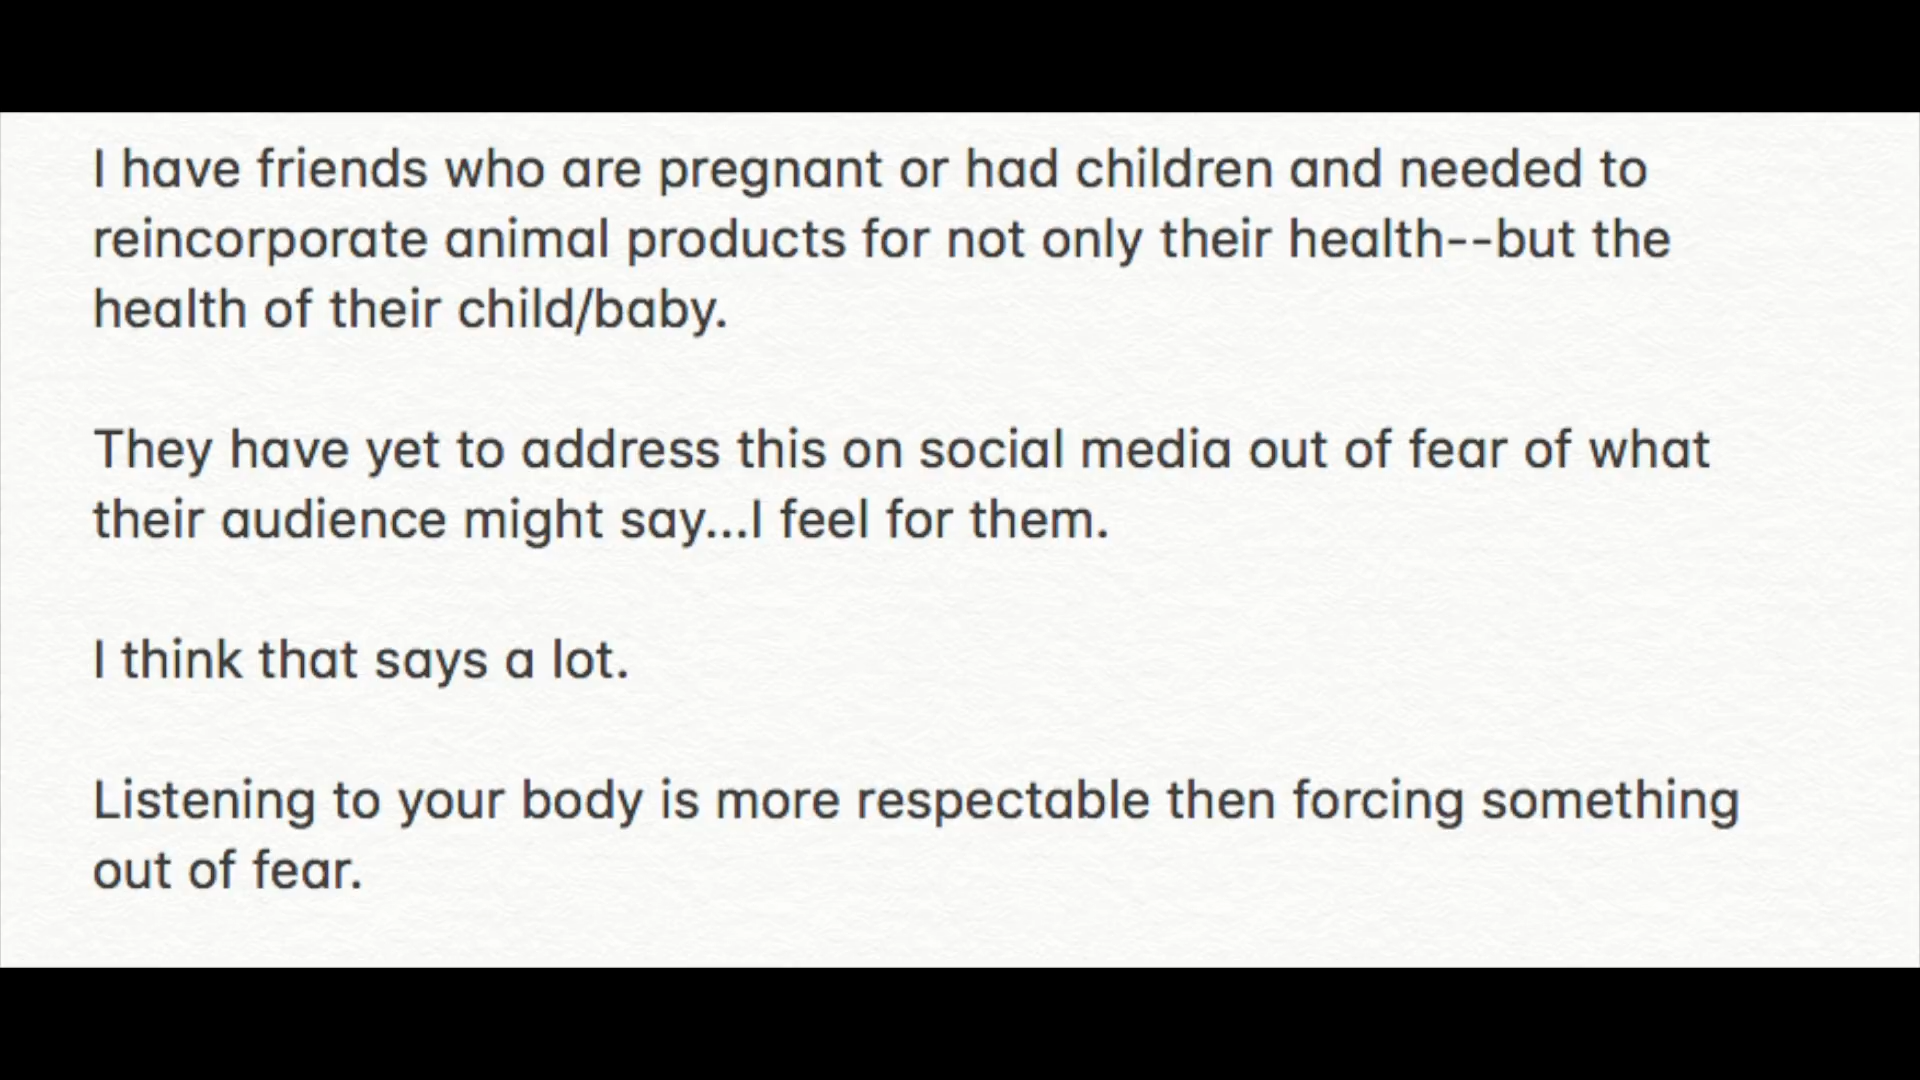 I have friends who are pregnant or had children and needed to
reincorporate animal products for not only their health--but the
health of their child/baby.
They have yet to address this on social media out of fear of what
their audience might say...I feel for them.
I think that says a lot.
Listening to your body is more respectable then forcing something
out of fear.